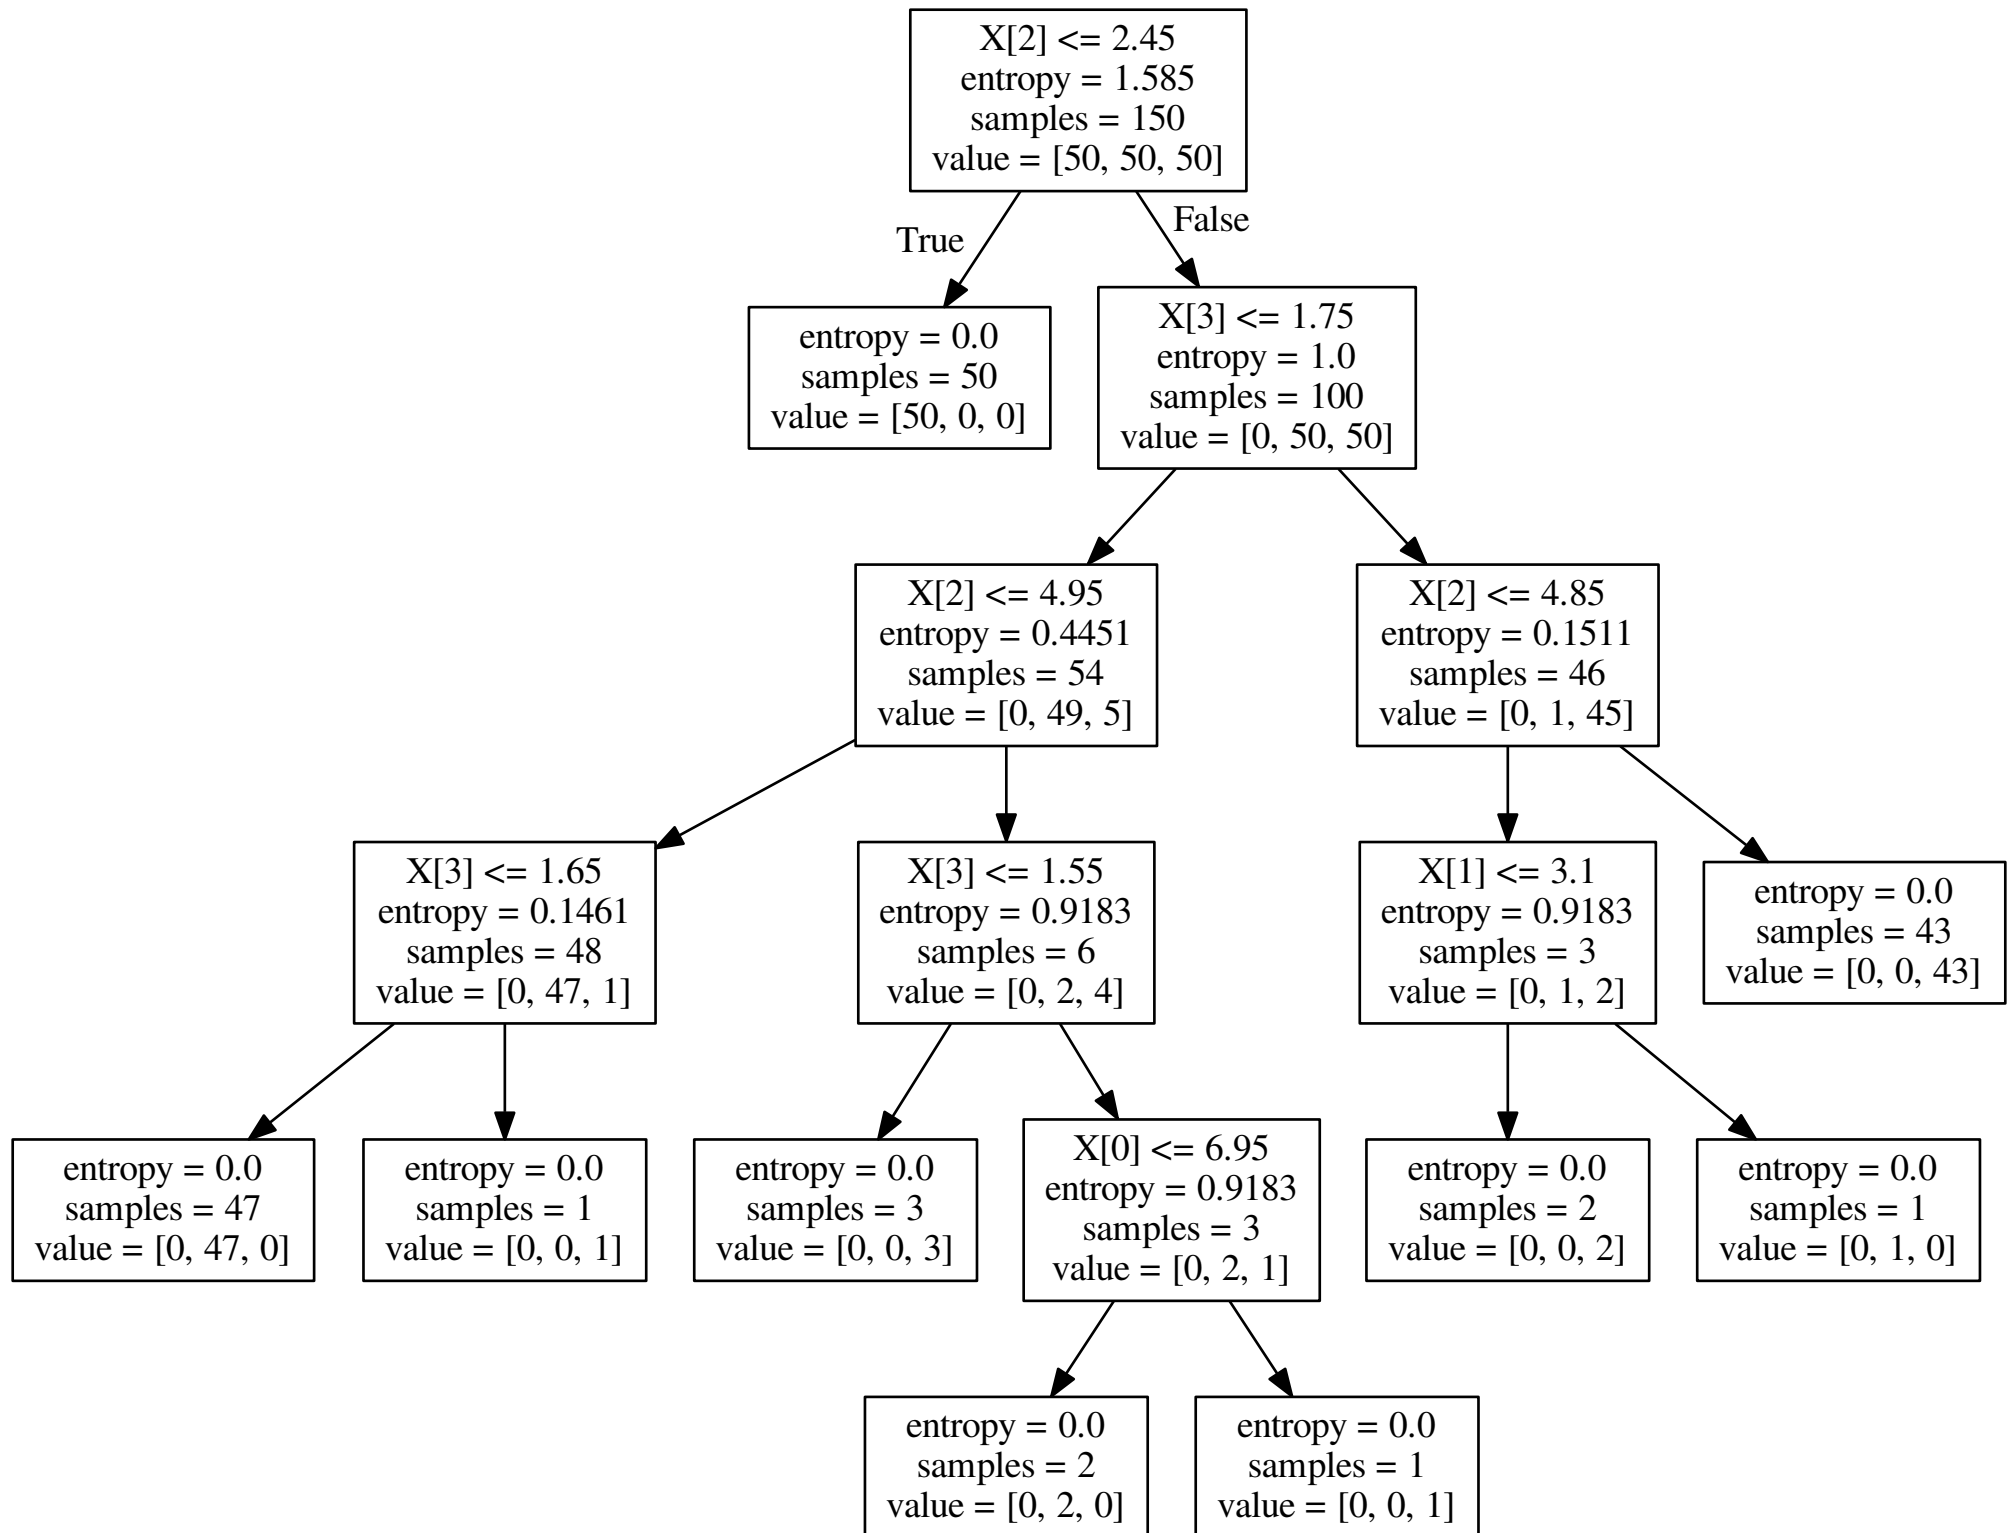 X[2] <= 2.45
entropy = 1.585
samples = 150
value = [50, 50, 50]
True
False
entropy = 0.0
samples = 50
value = [50, 0, 0]
X[3] <= 1.75
entropy = 1.0
samples = 100
value = [0, 50, 50]
X[2] <= 4.95
entropy = 0.4451
samples = 54
value = [0, 49, 5]
X[2] <= 4.85
entropy = 0.1511
samples = 46
value = [0, 1, 45]
X[3] <= 1.65
entropy = 0.1461
samples = 48
value = [0, 47, 1]
X[3] <= 1.55
entropy = 0.9183
samples = 6
value = [0, 2, 4]
X[1] <= 3.1
entropy = 0.9183
samples = 3
value = [0, 1, 2]
entropy = 0.0
samples = 43
value = [0, 0, 43]
entropy = 0.0
samples = 47
value = [0, 47, 0]
entropy = 0.0
samples = 1
value = [0, 0, 1]
entropy = 0.0
samples = 3
value = [0, 0, 3]
X[0] <= 6.95
entropy = 0.9183
samples = 3
value = [0, 2, 1]
entropy = 0.0
samples = 2
value = [0, 0, 2]
entropy = 0.0
samples = 1
value = [0, 1, 0]
entropy = 0.0
samples = 2
value = [0, 2, 0]
entropy = 0.0
samples = 1
value = [0, 0, 1]